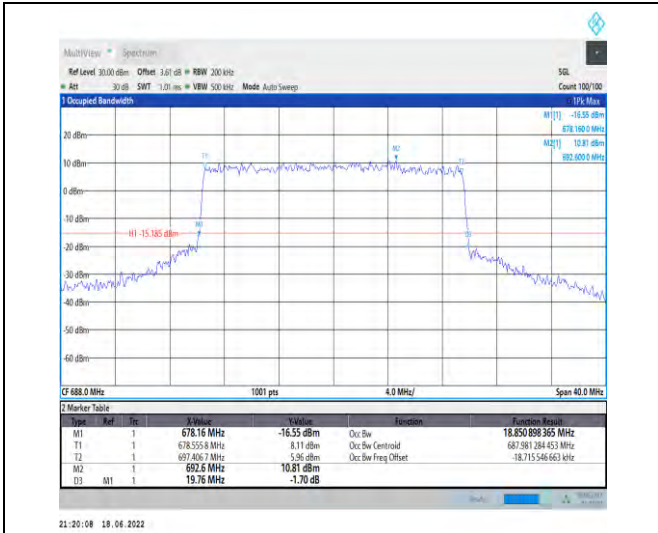 MultiView Spectrum
Ref Level 30.00 dBm Offset 3.61 dB RBW 200 kHz SGL
Att 30 dB SWT 1.01 ms VBW 500 kHz Mode Auto Sweep Count 100/100
1 Occupied Bandwidth 1Pk Max
M1[1] -16.55 dBm
678.160 0 MHz
M2[1] 10.81 dBm
692.600 0 MHz
20 dBm
10 dBm
0 dBm
-10 dBm
H1 -15.185 dBm
-20 dBm
-30 dBm
-40 dBm
-50 dBm
-60 dBm
T1
M2
T2
M1
D3
CF 688.0 MHz 1001 pts 4.0 MHz/ Span 40.0 MHz
2 Marker Table
Type Ref Trc X-Value Y-Value Function Function Result
M1 1 678.16 MHz -16.55 dBm Occ Bw 18.850 898 365 MHz
T1 1 678.555 8 MHz 8.11 dBm Occ Bw Centroid 687.981 284 453 MHz
T2 1 697.406 7 MHz 5.96 dBm Occ Bw Freq Offset -18.715 546 663 kHz
M2 1 692.6 MHz 10.81 dBm
D3 M1 1 19.76 MHz -1.70 dB
21:20:08 18.06.2022